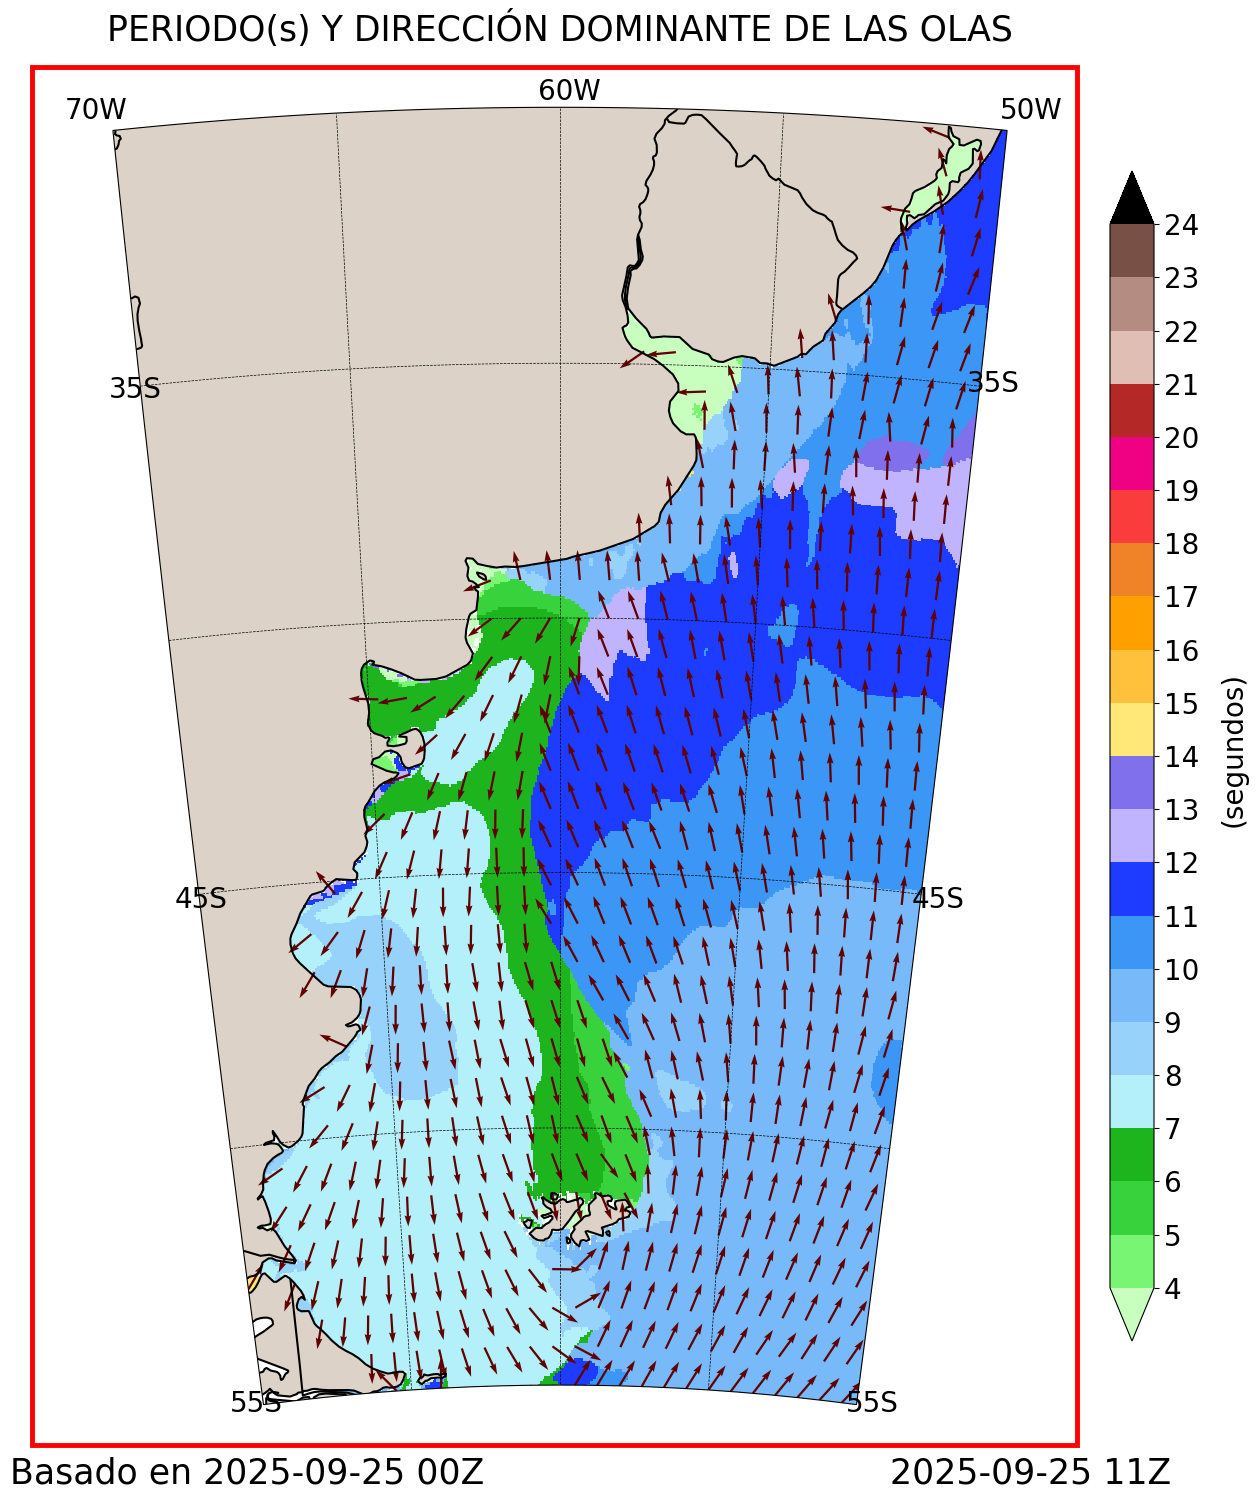 PERIODO(s) Y DIRECCIÓN DOMINANTE DE LAS OLAS
70W
60W
50W
35S
35S
45S
45S
55S
55S
24
23
22
21
20
19
18
17
16
15
14
13
12
11
10
9
8
7
6
5
4
(segundos)
Basado en 2025-09-25 00Z
2025-09-25 11Z